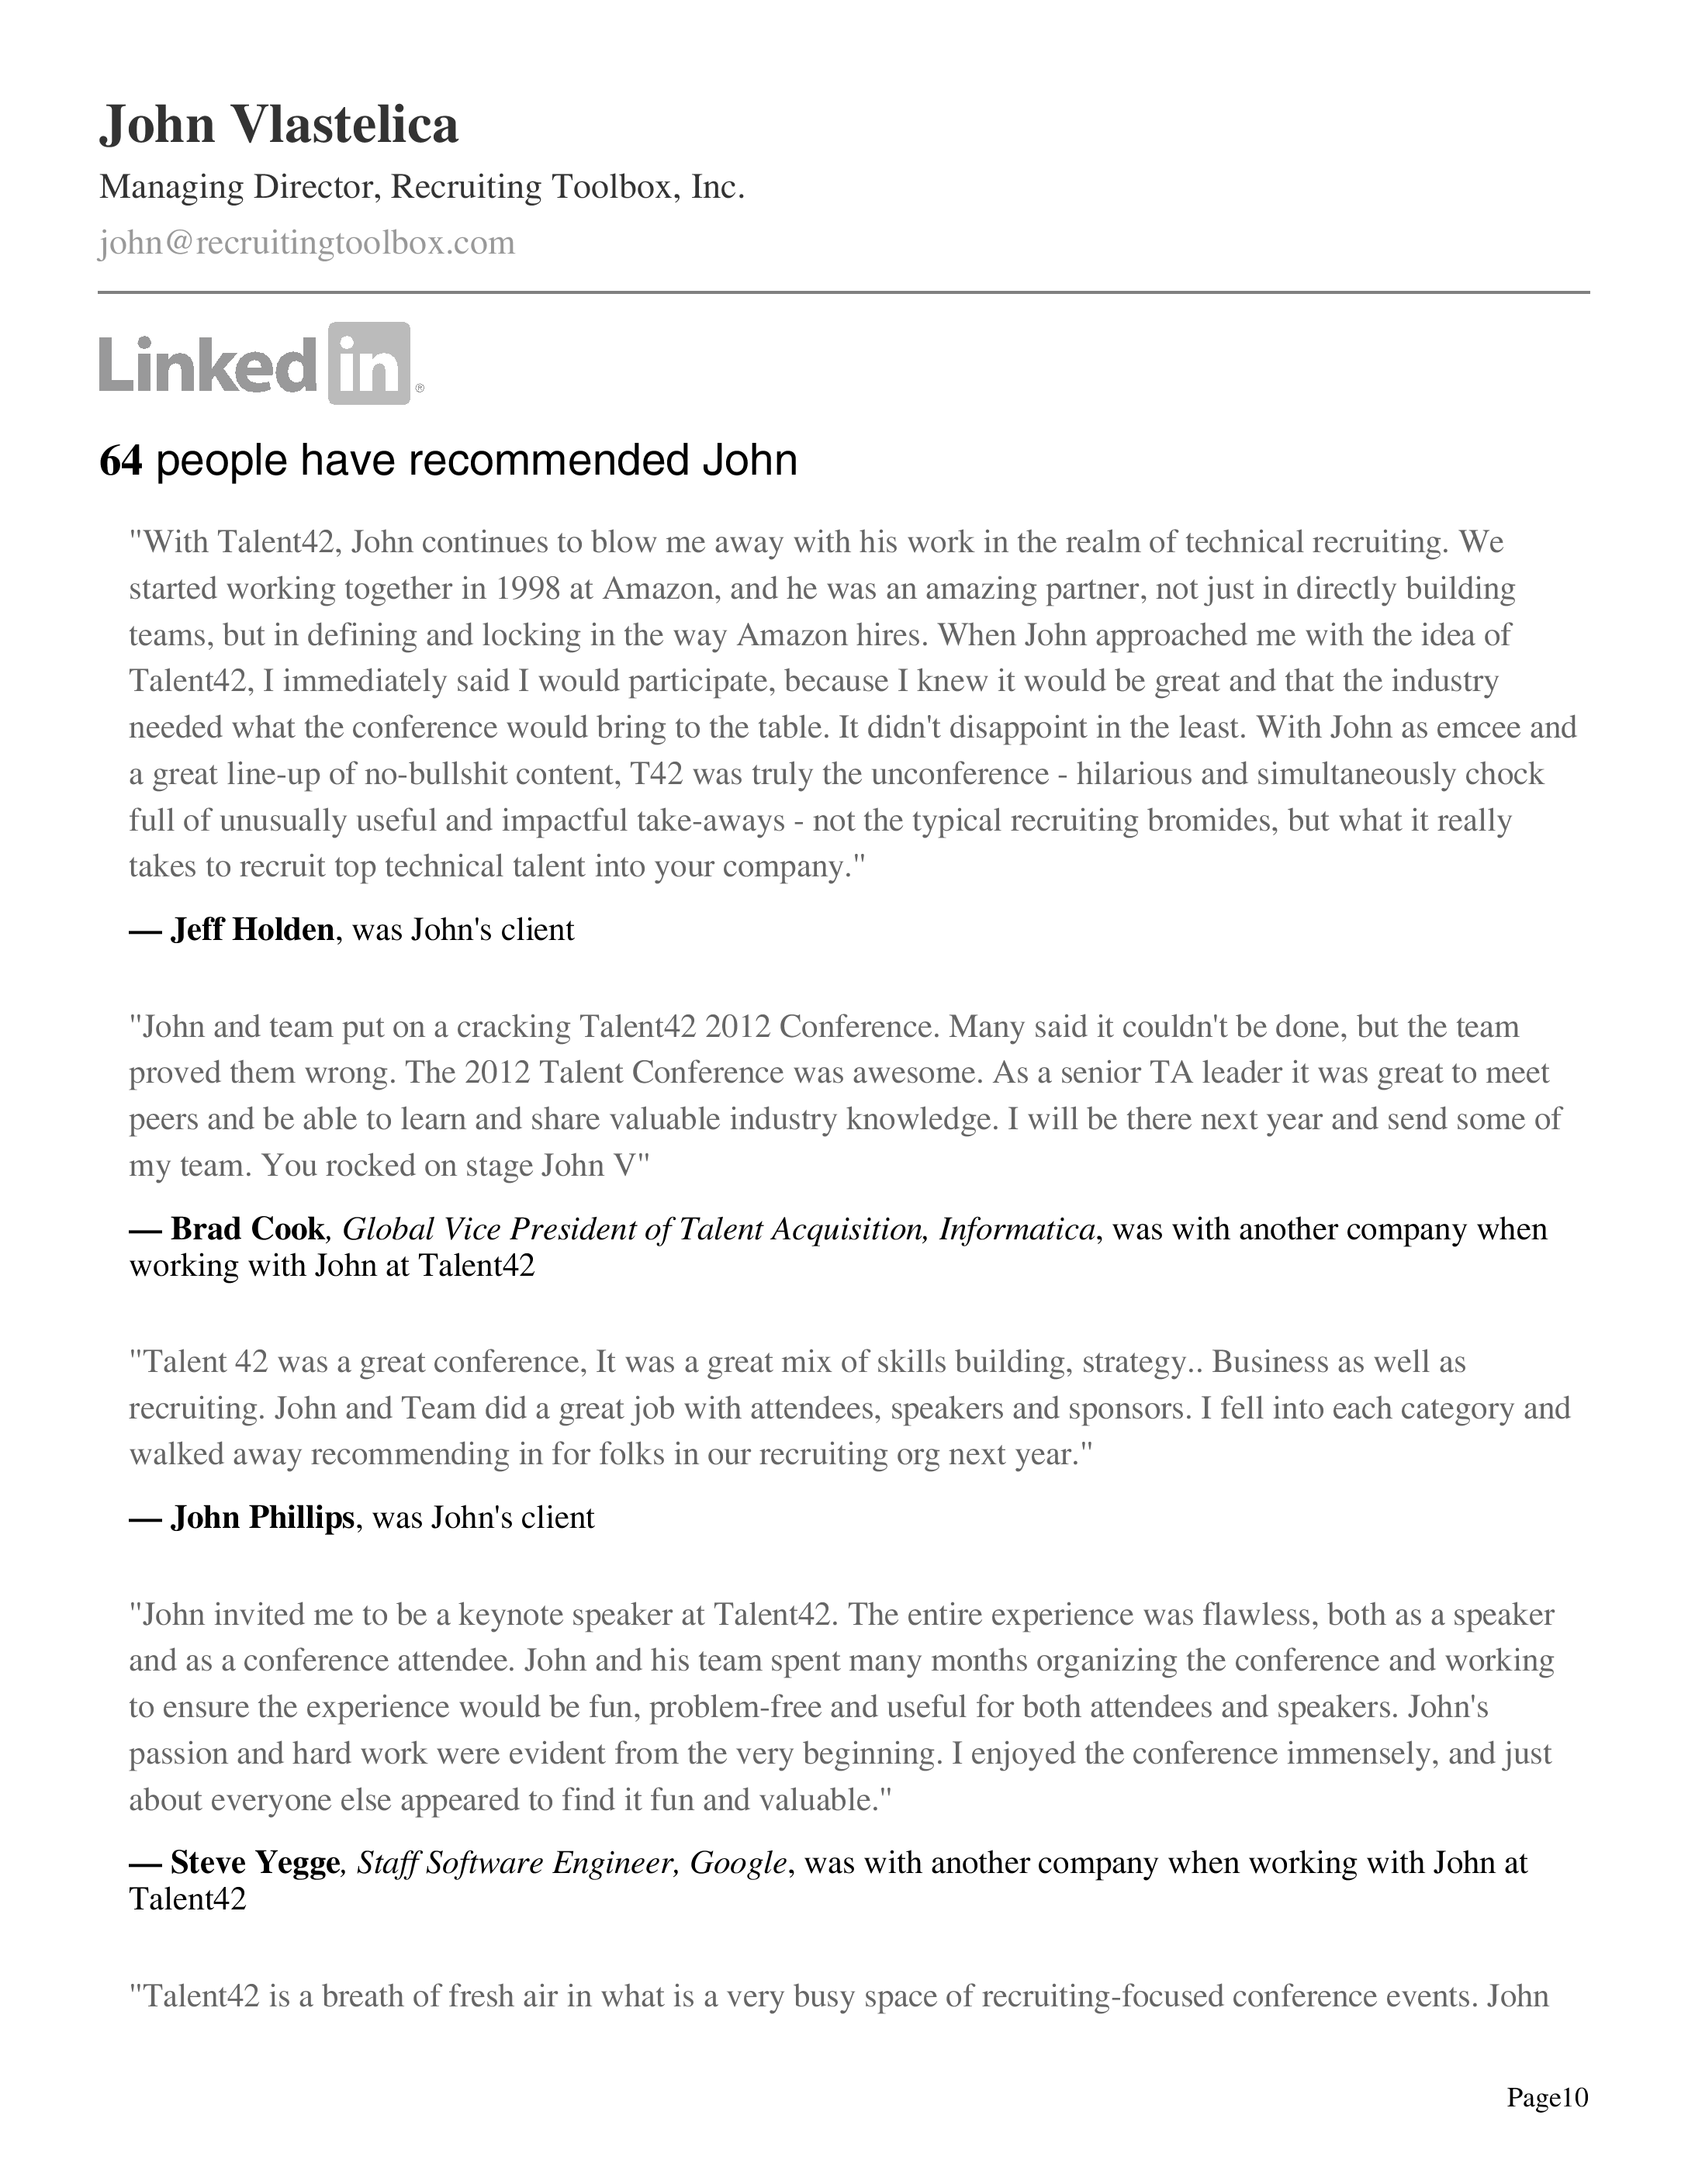 John Vlastelica
Managing Director, Recruiting Toolbox, Inc.
john@recruitingtoolbox.com
Linked in ®
64 people have recommended John
"With Talent42, John continues to blow me away with his work in the realm of technical recruiting. We
started working together in 1998 at Amazon, and he was an amazing partner, not just in directly building
teams, but in defining and locking in the way Amazon hires. When John approached me with the idea of
Talent42, I immediately said I would participate, because I knew it would be great and that the industry
needed what the conference would bring to the table. It didn't disappoint in the least. With John as emcee and
a great line-up of no-bullshit content, T42 was truly the unconference - hilarious and simultaneously chock
full of unusually useful and impactful take-aways - not the typical recruiting bromides, but what it really
takes to recruit top technical talent into your company."
— Jeff Holden, was John's client
"John and team put on a cracking Talent42 2012 Conference. Many said it couldn't be done, but the team
proved them wrong. The 2012 Talent Conference was awesome. As a senior TA leader it was great to meet
peers and be able to learn and share valuable industry knowledge. I will be there next year and send some of
my team. You rocked on stage John V"
— Brad Cook, Global Vice President of Talent Acquisition, Informatica, was with another company when
working with John at Talent42
"Talent 42 was a great conference, It was a great mix of skills building, strategy.. Business as well as
recruiting. John and Team did a great job with attendees, speakers and sponsors. I fell into each category and
walked away recommending in for folks in our recruiting org next year."
— John Phillips, was John's client
"John invited me to be a keynote speaker at Talent42. The entire experience was flawless, both as a speaker
and as a conference attendee. John and his team spent many months organizing the conference and working
to ensure the experience would be fun, problem-free and useful for both attendees and speakers. John's
passion and hard work were evident from the very beginning. I enjoyed the conference immensely, and just
about everyone else appeared to find it fun and valuable."
— Steve Yegge, Staff Software Engineer, Google, was with another company when working with John at
Talent42
"Talent42 is a breath of fresh air in what is a very busy space of recruiting-focused conference events. John
Page10